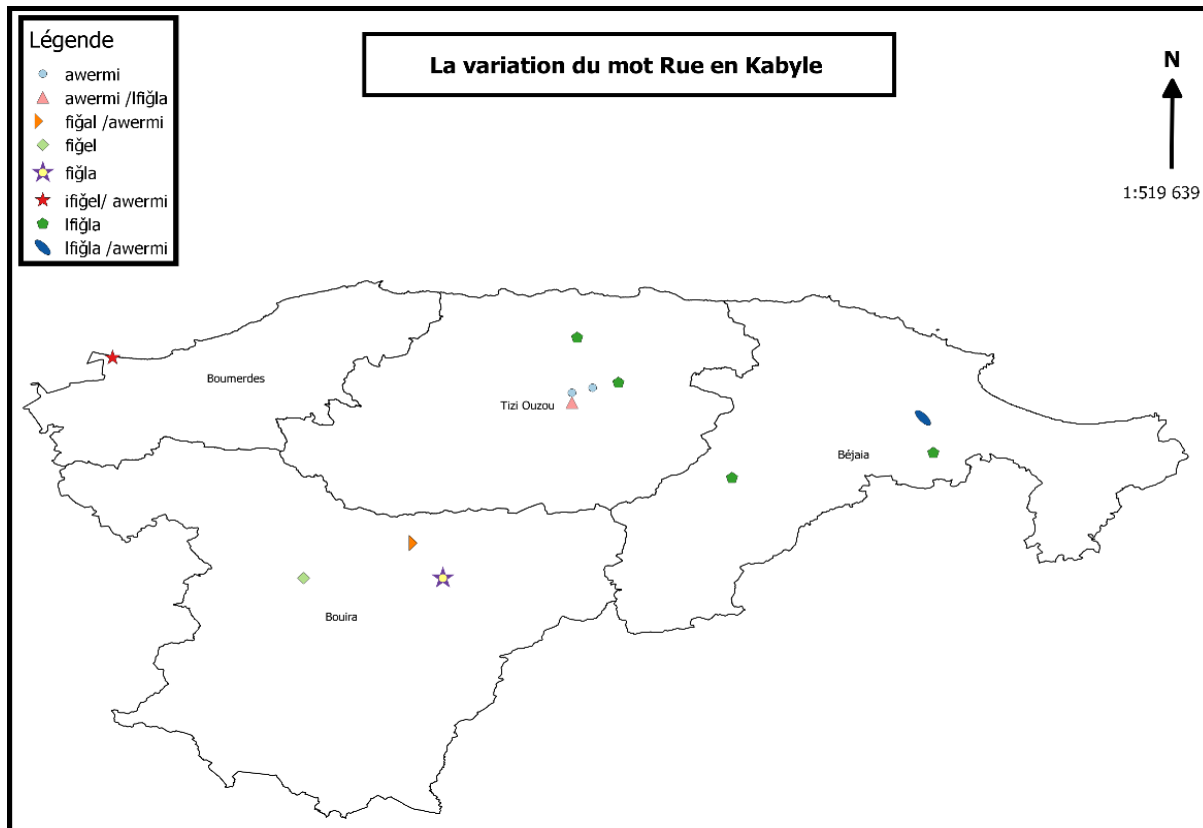 Légende
awermi
awermi /lfiğla
fiğal /awermi
fiğel
fiğla
ifiğel/ awermi
lfiğla
lfiğla /awermi
La variation du mot Rue en Kabyle
N
1:519 639
Boumerdes
Tizi Ouzou
Béjaia
Bouira